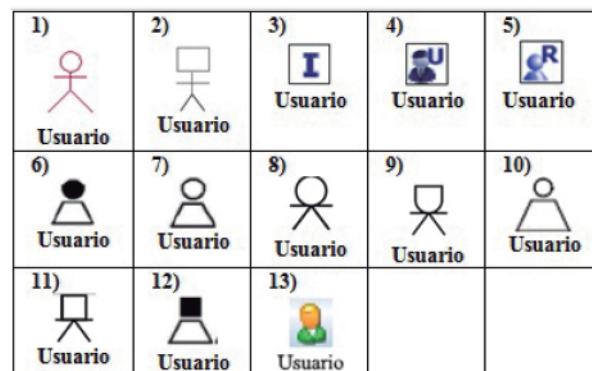 1) 2) 3) 4) 5)
I U R
Usuario Usuario Usuario Usuario Usuario
6) 7) 8) 9) 10)
Usuario Usuario Usuario Usuario Usuario
11) 12) 13)
Usuario Usuario Usuario